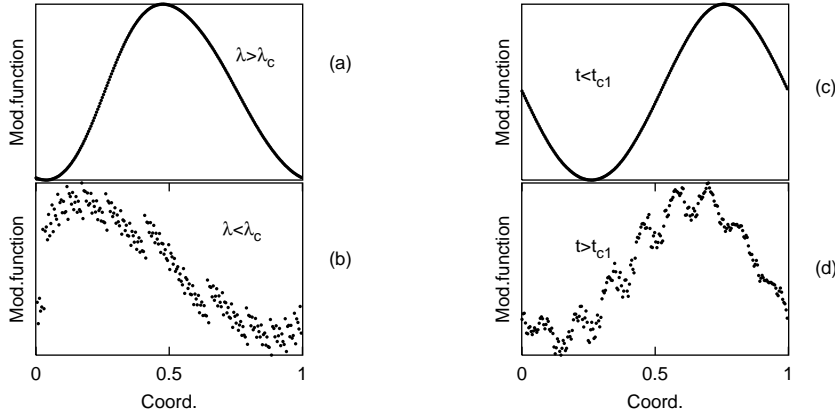 Mod.function
λ>λc
(a)
Mod.function
λ<λc
(b)
0 0.5 1
Coord.
Mod.function
t<tc1
(c)
Mod.function
t>tc1
(d)
0 0.5 1
Coord.